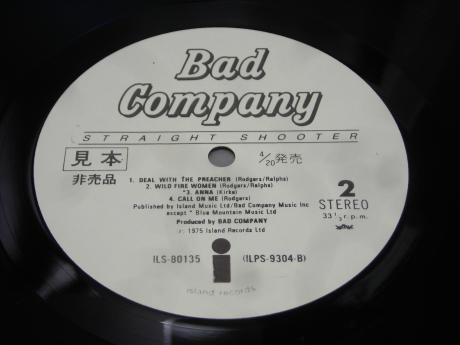 Bad
Company
STRAIGHT SHOOTER
見本
4/20発売
非売品
1. DEAL WITH THE PREACHER (Rodgers/Ralphs)
2. WILD FIRE WOMEN (Rodgers/Ralphs)
*3. ANNA (Kirke)
4. CALL ON ME (Rodgers)
Published by Island Music Ltd/Bad Company Music Inc
except * Blue Mountain Music Ltd
Produced by BAD COMPANY
℗ 1975 Island Records Ltd
2
STEREO
33⅓ r.p.m.
ILS-80135
(ILPS-9304-B)
i
island records